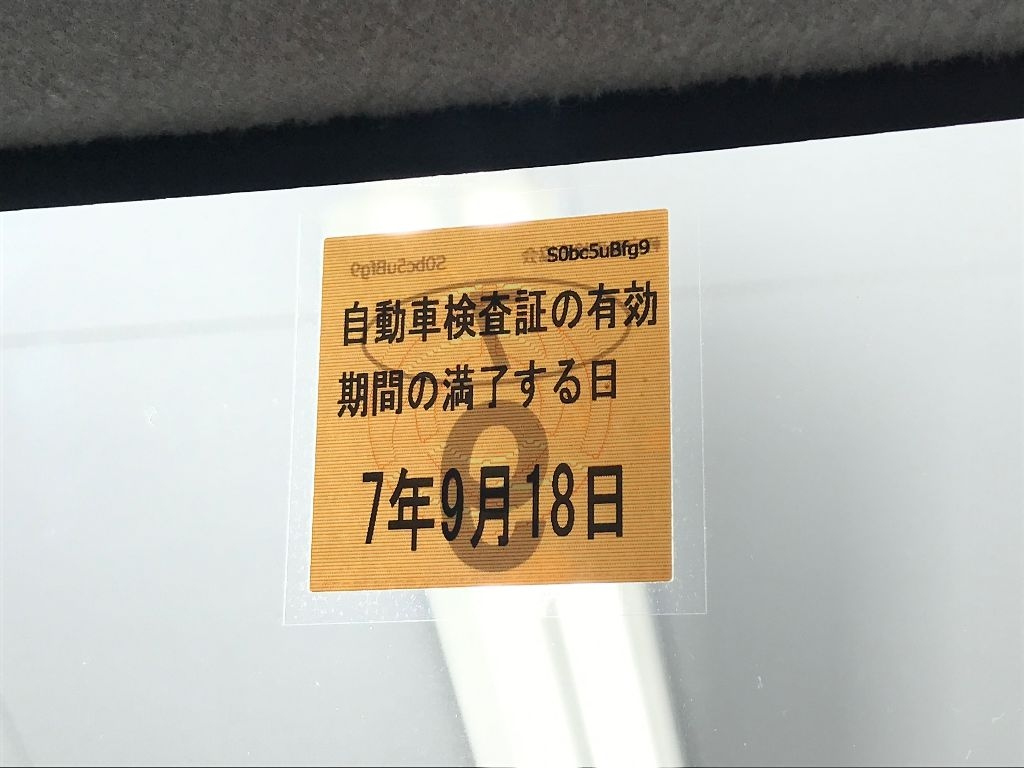 S0bc5uBfg9
自動車検査証の有効
期間の満了する日
7年9月18日